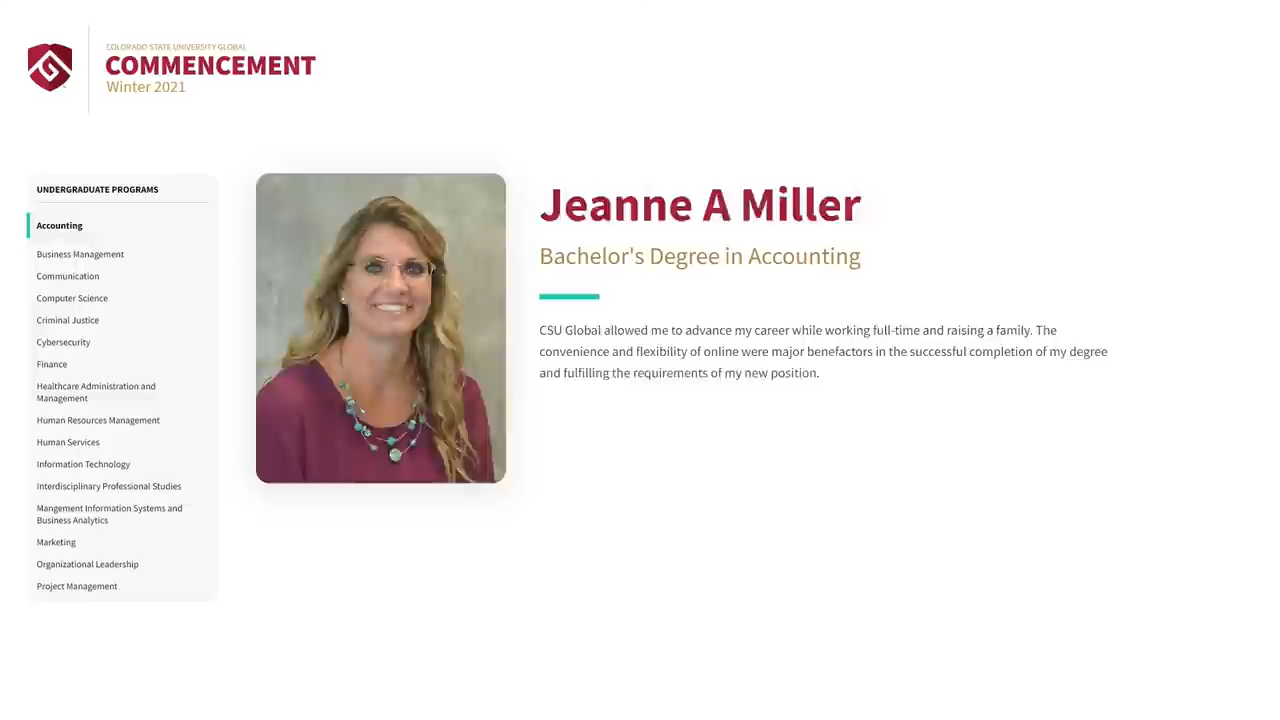 COLORADO STATE UNIVERSITY GLOBAL
COMMENCEMENT
Winter 2021
UNDERGRADUATE PROGRAMS
Accounting
Business Management
Communication
Computer Science
Criminal Justice
Cybersecurity
Finance
Healthcare Administration and
Management
Human Resources Management
Human Services
Information Technology
Interdisciplinary Professional Studies
Mangement Information Systems and
Business Analytics
Marketing
Organizational Leadership
Project Management
Jeanne A Miller
Bachelor's Degree in Accounting
CSU Global allowed me to advance my career while working full-time and raising a family. The
convenience and flexibility of online were major benefactors in the successful completion of my degree
and fulfilling the requirements of my new position.